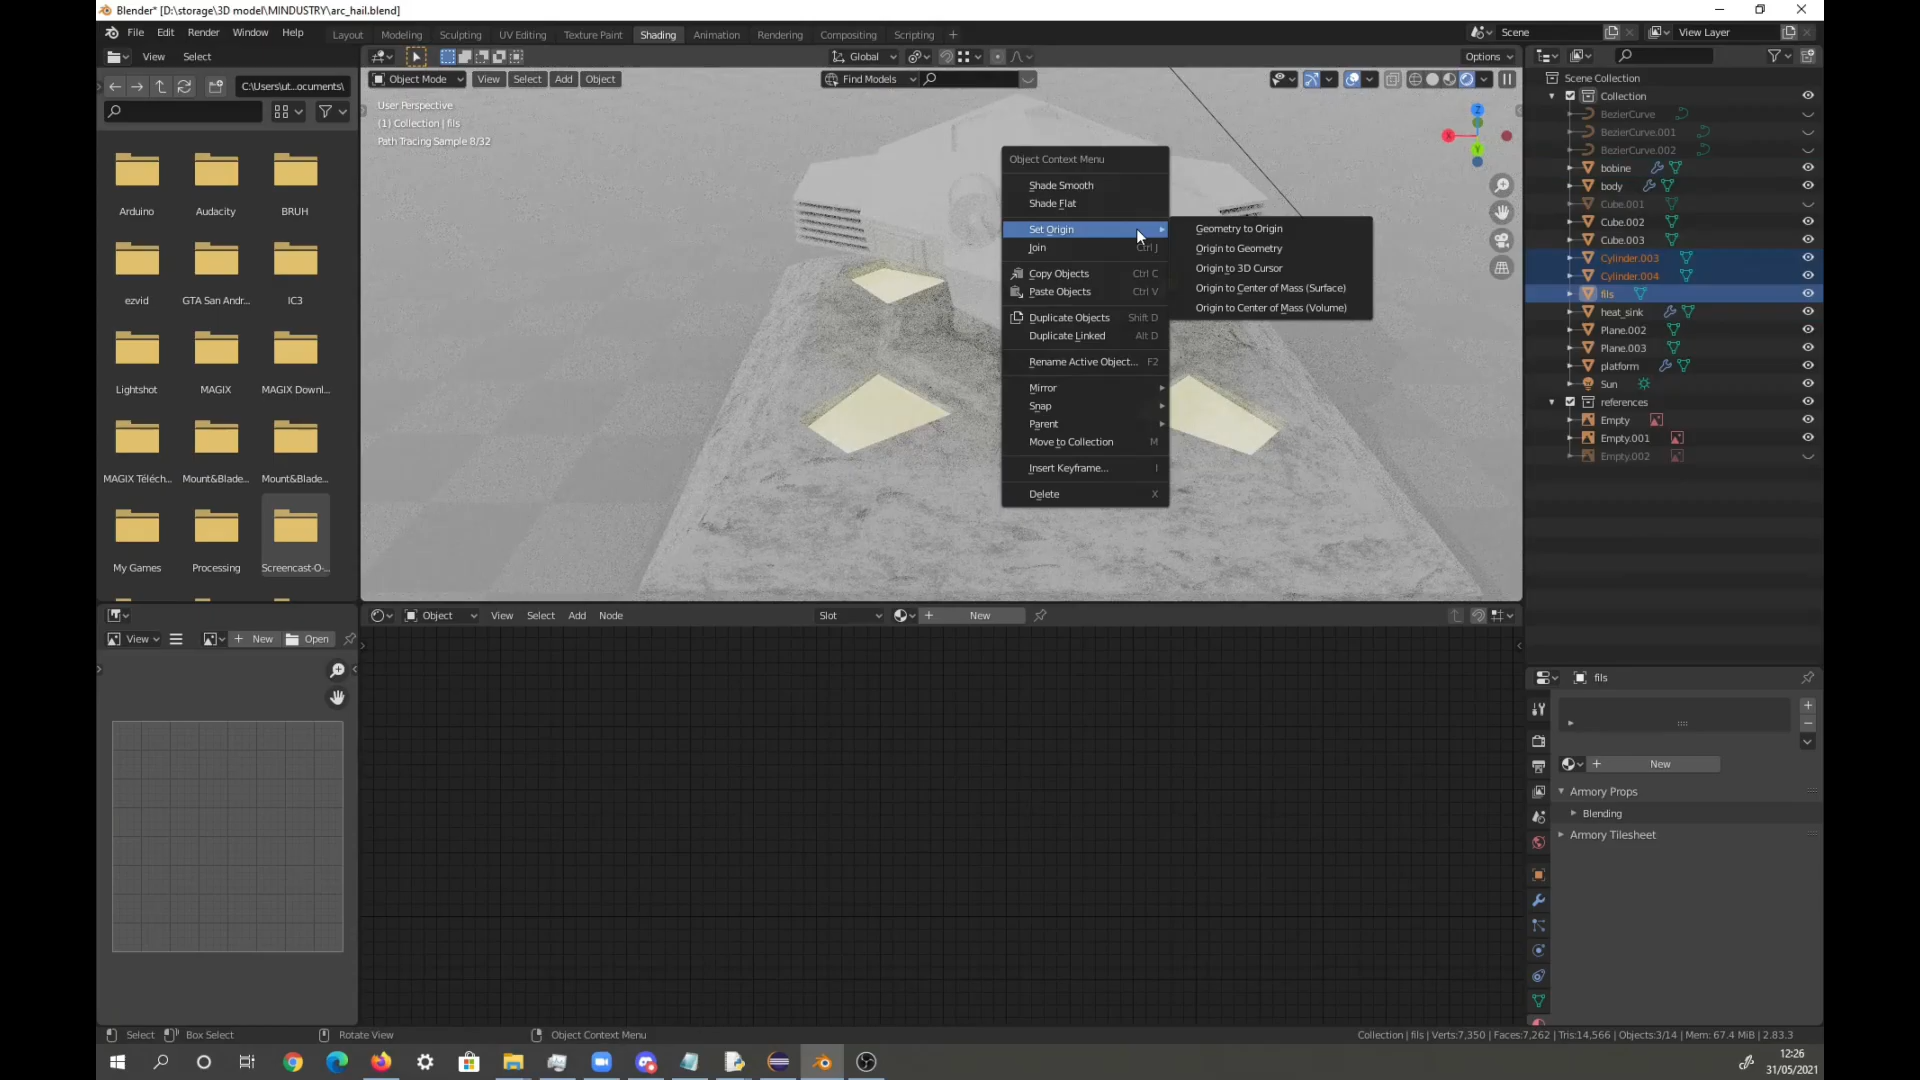 Blender* [D:\storage\3D model\MINDUSTRY\arc_hail.blend]
File Edit Render Window Help
Layout Modeling Sculpting UV Editing Texture Paint Shading Animation Rendering Compositing Scripting +
Scene
View Layer
View Select
Global
Options
C:\Users\ut...ocuments\
Object Mode View Select Add Object
Find Models
User Perspective
(1) Collection | fils
Path Tracing Sample 8/32
Z
X
Y
Arduino Audacity BRUH
ezvid GTA San Andr... IC3
Lightshot MAGIX MAGIX Downl...
MAGIX Téléch... Mount&Blade... Mount&Blade...
My Games Processing Screencast-O-...
Object Context Menu
Shade Smooth
Shade Flat
Set Origin
Join Ctrl J
Copy Objects Ctrl C
Paste Objects Ctrl V
Duplicate Objects Shift D
Duplicate Linked Alt D
Rename Active Object... F2
Mirror
Snap
Parent
Move to Collection M
Insert Keyframe... I
Delete X
Geometry to Origin
Origin to Geometry
Origin to 3D Cursor
Origin to Center of Mass (Surface)
Origin to Center of Mass (Volume)
Scene Collection
Collection
BezierCurve
BezierCurve.001
BezierCurve.002
bobine
body
Cube.001
Cube.002
Cube.003
Cylinder.003
Cylinder.004
fils
heat_sink
Plane.002
Plane.003
platform
Sun
references
Empty
Empty.001
Empty.002
View New Open
Object View Select Add Node Slot New
fils
New
Armory Props
Blending
Armory Tilesheet
Select Box Select Rotate View Object Context Menu
Collection | fils | Verts:7,350 | Faces:7,262 | Tris:14,566 | Objects:3/14 | Mem: 67.4 MiB | 2.83.3
12:26
31/05/2021